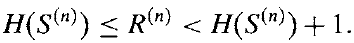 H(S^{(n)}) ≤ R^{(n)} < H(S^{(n)}) + 1.